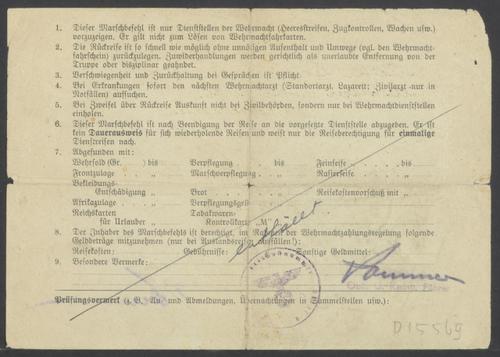 1. Dieser Marschbefehl ist nur Dienststellen der Wehrmacht (Heeresstreifen, Zugkontrollen, Wachen usw.)
vorzuzeigen. Er gilt nicht zum Lösen von Wehrmachtfahrkarten.
2. Die Rückreise ist so schnell wie möglich ohne unnötigen Aufenthalt und Umwege (vgl. den Wehrmacht-
fahrschein) zurückzulegen. Zuwiderhandlungen werden gerichtlich als unerlaubte Entfernung von der
Truppe oder disziplinar geahndet.
3. Verschwiegenheit und Zurückhaltung bei Gesprächen ist Pflicht.
4. Bei Erkrankungen sofort den nächsten Wehrmachtarzt (Standortarzt, Lazarett; Zivilarzt nur in
Notfällen) aufsuchen.
5. Bei Zweifel über Rückreise Auskunft nicht bei Zivilbehörden, sondern nur bei Wehrmachtdienststellen
einholen.
6. Dieser Marschbefehl ist nach Beendigung der Reise an die vorgesetzte Dienststelle abzugeben. Er ist
kein Dauerausweis für sich wiederholende Reisen und weist nur die Reiseberechtigung für einmalige
Dienstreisen nach.
7. Abgefunden mit:
Wehrsold (Gr. ) bis Verpflegung bis Feinseife bis
Frontzulage „ Marschverpflegung „ Rasierseife „
Bekleidungs-
Entschädigung „ Brot „ Reisekostenvorschuß mit „
Afrikazulage „ Verpflegungsgeld
Reichskarten Tabakwaren-
für Urlauber „ Kontrollkarte „M“
entfällt
8. Der Inhaber des Marschbefehls ist berechtigt, im Rahmen der Wehrmachtzahlungsregelung folgende
Geldbeträge mitzunehmen (nur bei Auslandsreisen ausfüllen!):
Reisekosten: Gebührnisse: Sonstige Geldmittel:
9. Besondere Vermerke:
Prüfungsvermerk (z.B. An- und Abmeldungen, Übernachtungen in Sammelstellen usw.):
D15569